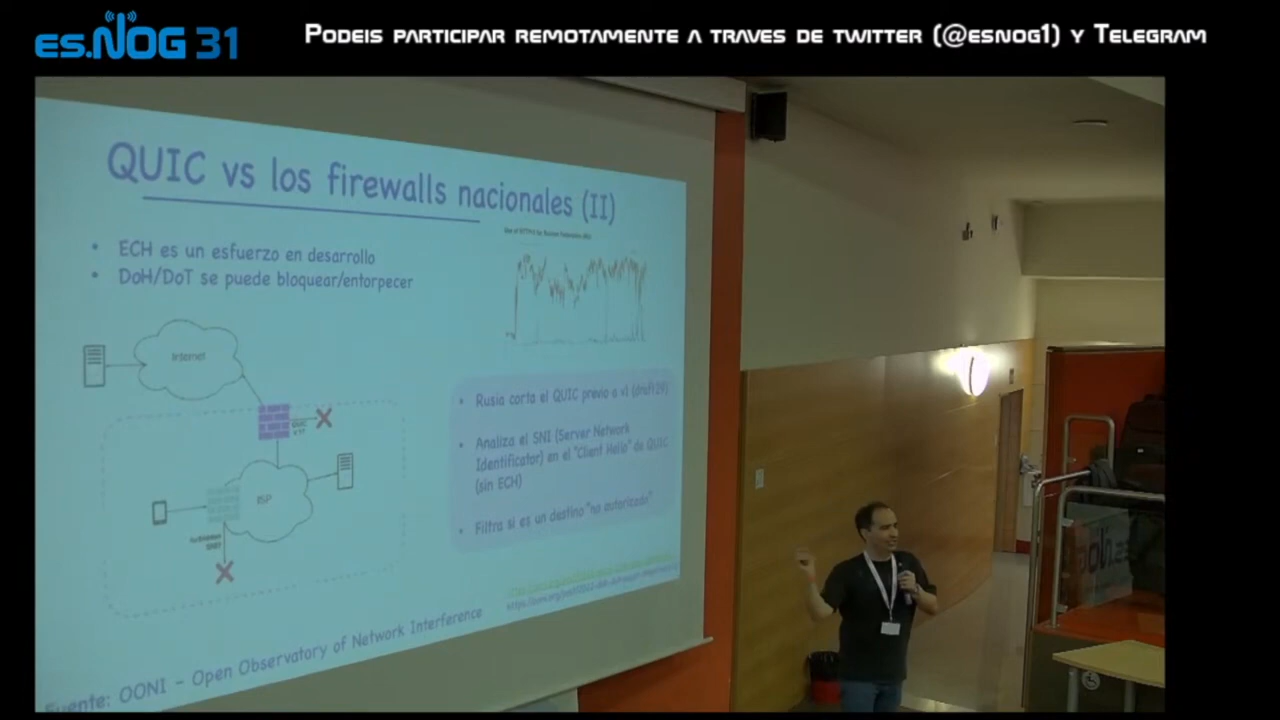 es.NOG 31
PODEIS PARTICIPAR REMOTAMENTE A TRAVES DE TWITTER (@ESNOG1) Y TELEGRAM
QUIC vs los firewalls nacionales (II)
• ECH es un esfuerzo en desarrollo
• DoH/DoT se puede bloquear/entorpecer
Internet
QUIC
ISP
• Rusia corta el QUIC previo a v1 (draft29)
• Analiza el SNI (Server Network
Identificator) en el "Client Hello" de QUIC
(sin ECH)
• Filtra si es un destino "no autorizado"
Fuente: OONI - Open Observatory of Network Interference